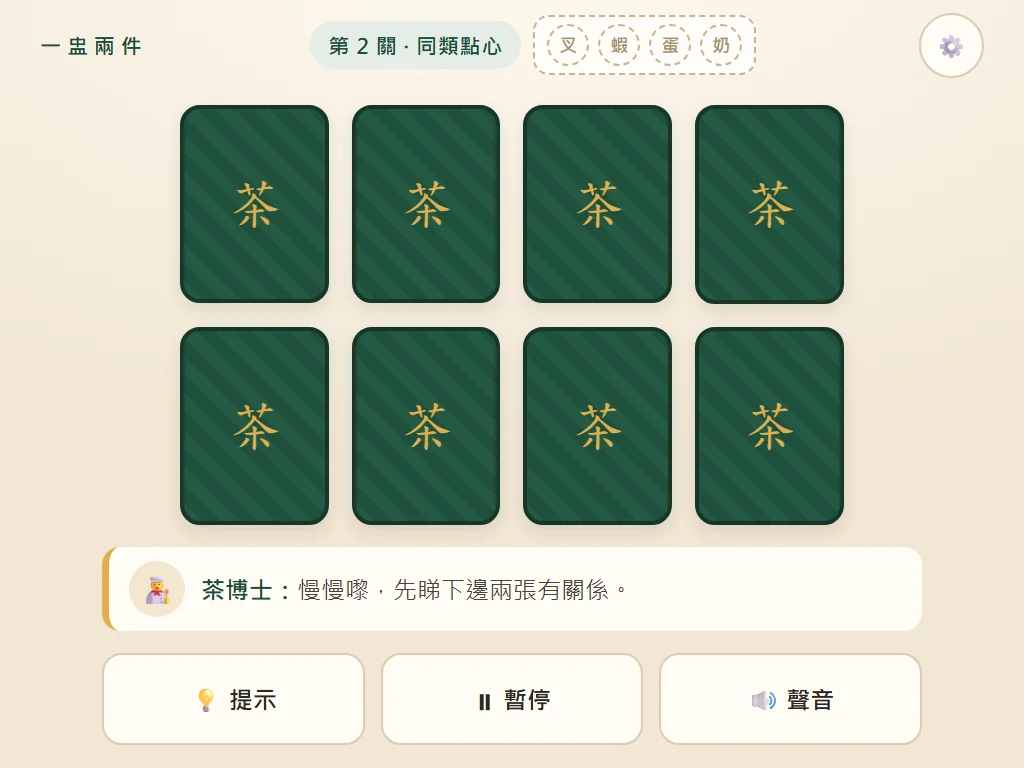 一盅兩件
第 2 關 · 同類點心
叉 蝦 蛋 奶
茶 茶 茶 茶
茶 茶 茶 茶
茶博士：慢慢嚟，先睇下邊兩張有關係。
提示
暫停
聲音